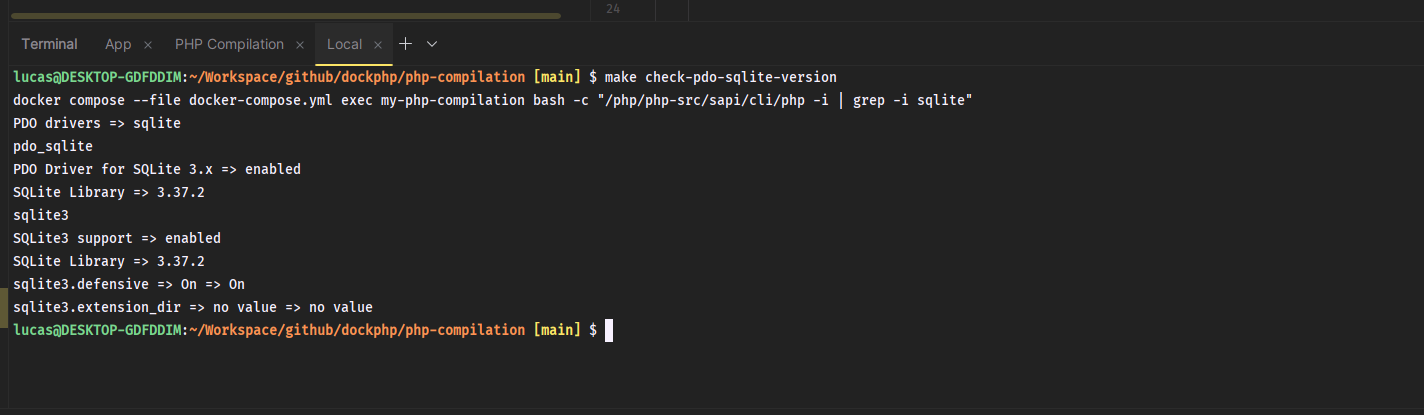 24
Terminal App × PHP Compilation × Local × +
lucas@DESKTOP-GDFDDIM:~/Workspace/github/dockphp/php-compilation [main] $ make check-pdo-sqlite-version
docker compose --file docker-compose.yml exec my-php-compilation bash -c "/php/php-src/sapi/cli/php -i | grep -i sqlite"
PDO drivers => sqlite
pdo_sqlite
PDO Driver for SQLite 3.x => enabled
SQLite Library => 3.37.2
sqlite3
SQLite3 support => enabled
SQLite Library => 3.37.2
sqlite3.defensive => On => On
sqlite3.extension_dir => no value => no value
lucas@DESKTOP-GDFDDIM:~/Workspace/github/dockphp/php-compilation [main] $